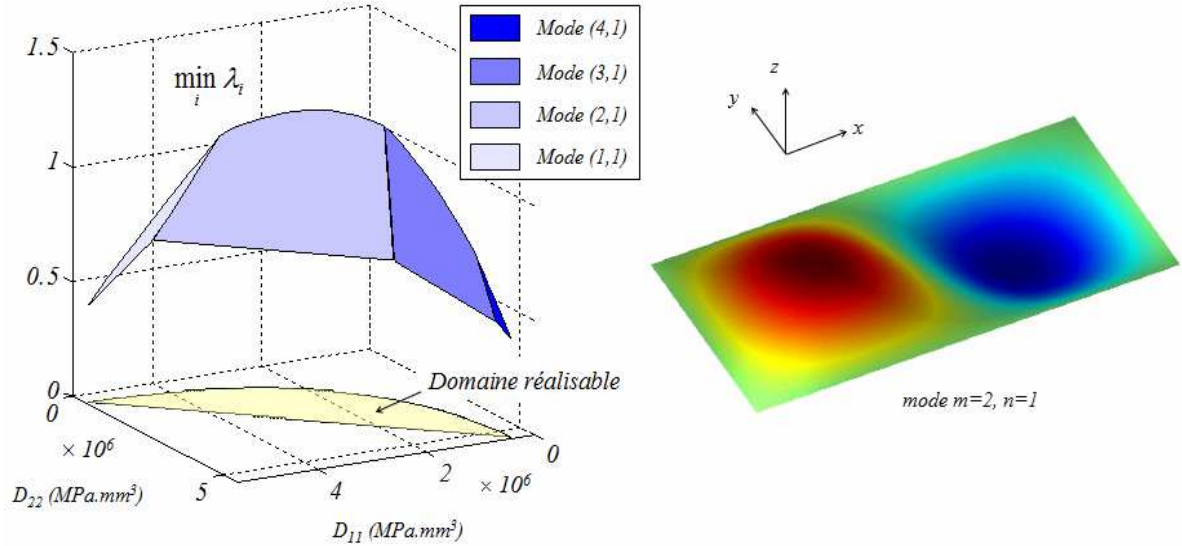 1.5
1
0.5
0
min λi
i
Mode (4,1)
Mode (3,1)
Mode (2,1)
Mode (1,1)
Domaine réalisable
0
× 10⁶
5
D₂₂ (MPa.mm³)
4
2
0
× 10⁶
D₁₁ (MPa.mm³)
z
y
x
mode m=2, n=1